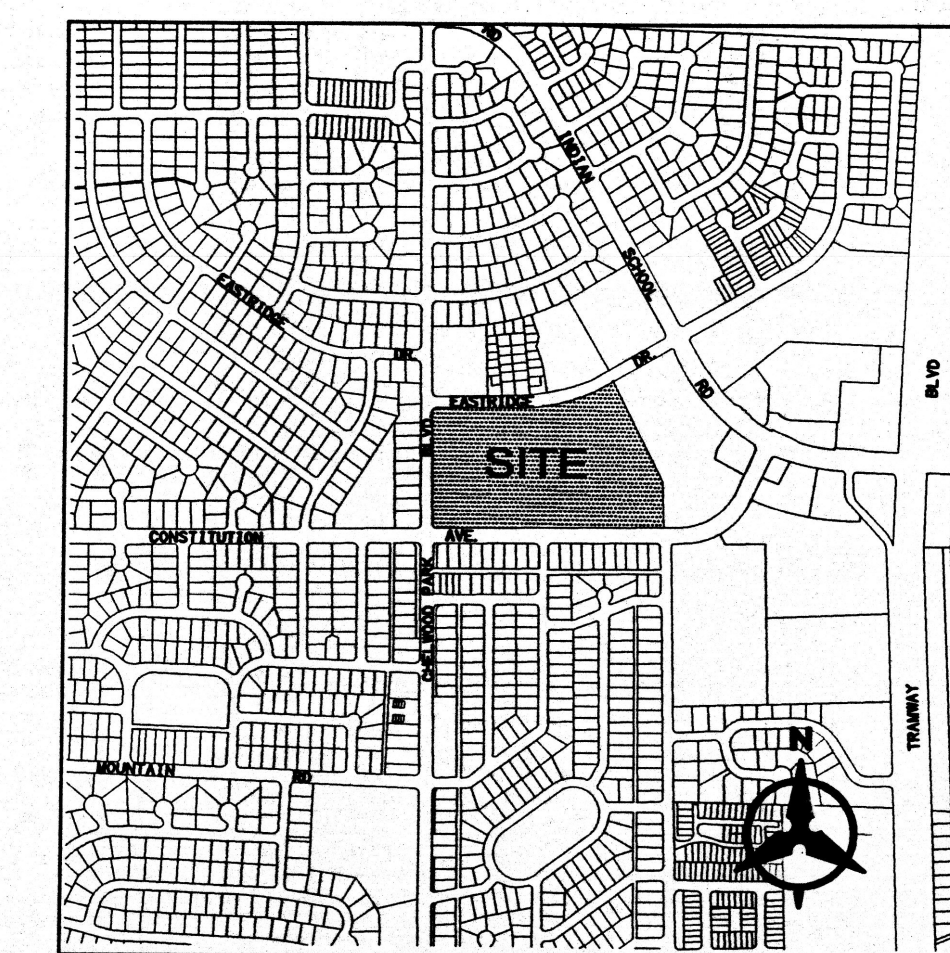 RD
INDIAN
SCHOOL
RD
EASTRIDGE
DR.
EASTRIDGE
DR.
BLVD
BLVD
SITE
CONSTITUTION
AVE.
CHELWOOD PARK
TRAMWAY
N
MOUNTAIN
RD